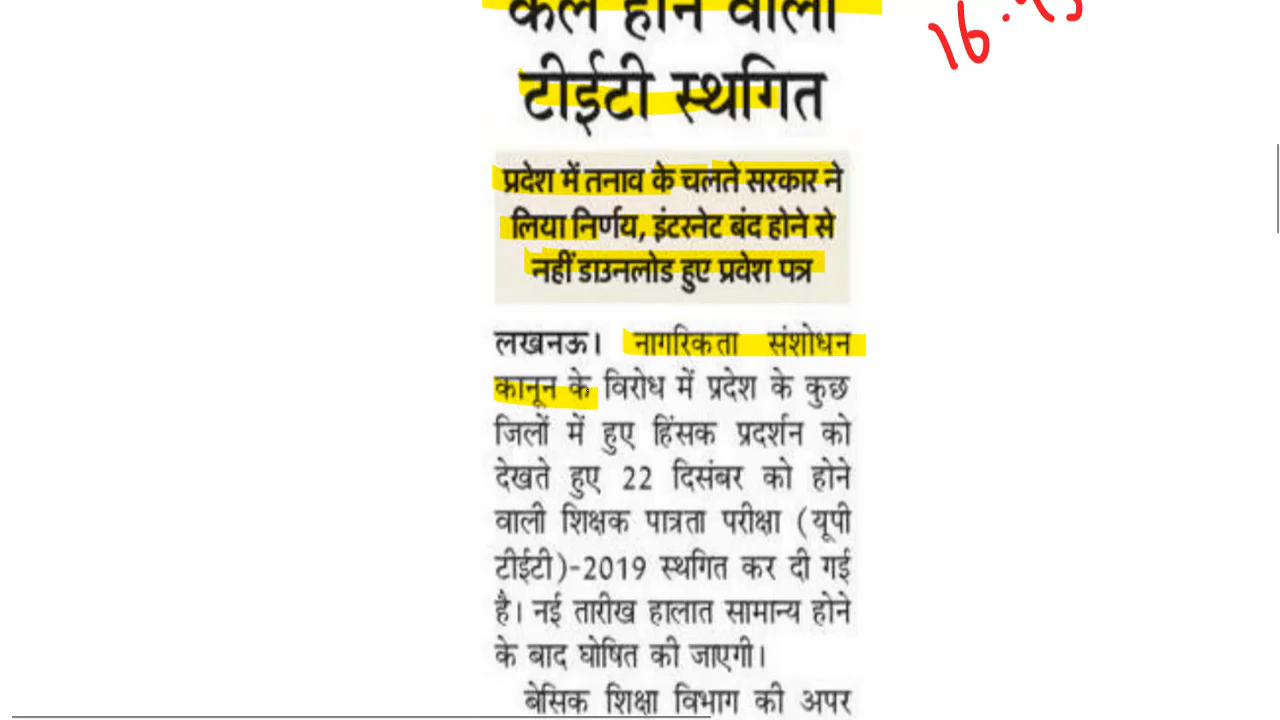 कल होने वाली
टीईटी स्थगित
प्रदेश में तनाव के चलते सरकार ने
लिया निर्णय, इंटरनेट बंद होने से
नहीं डाउनलोड हुए प्रवेश पत्र
लखनऊ। नागरिकता संशोधन
कानून के विरोध में प्रदेश के कुछ
जिलों में हुए हिंसक प्रदर्शन को
देखते हुए 22 दिसंबर को होने
वाली शिक्षक पात्रता परीक्षा (यूपी
टीईटी)-2019 स्थगित कर दी गई
है। नई तारीख हालात सामान्य होने
के बाद घोषित की जाएगी।
बेसिक शिक्षा विभाग की अपर